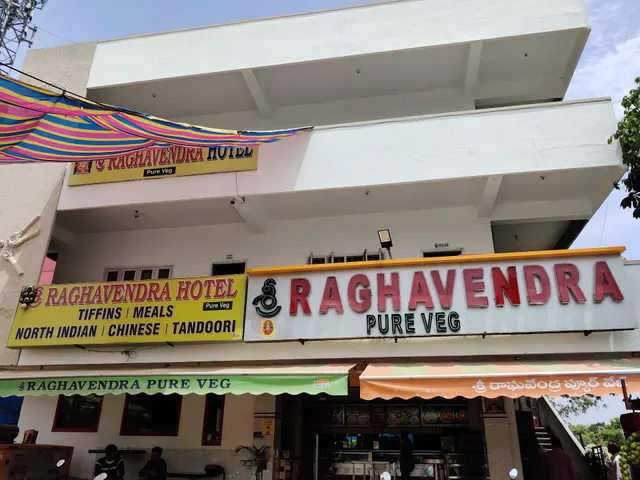 శ్రీ RAGHAVENDRA HOTEL
Pure Veg
శ్రీ RAGHAVENDRA HOTEL
Pure Veg
TIFFINS | MEALS
NORTH INDIAN | CHINESE | TANDOORI
శ్రీ RAGHAVENDRA
PURE VEG
శ్రీ RAGHAVENDRA PURE VEG
శ్రీ రాఘవేంద్ర ప్యూర్ వెజ్